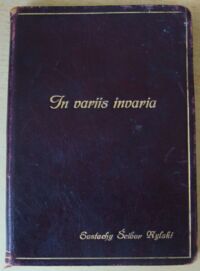 In variis invaria
Eustachy Ścibor Rylski